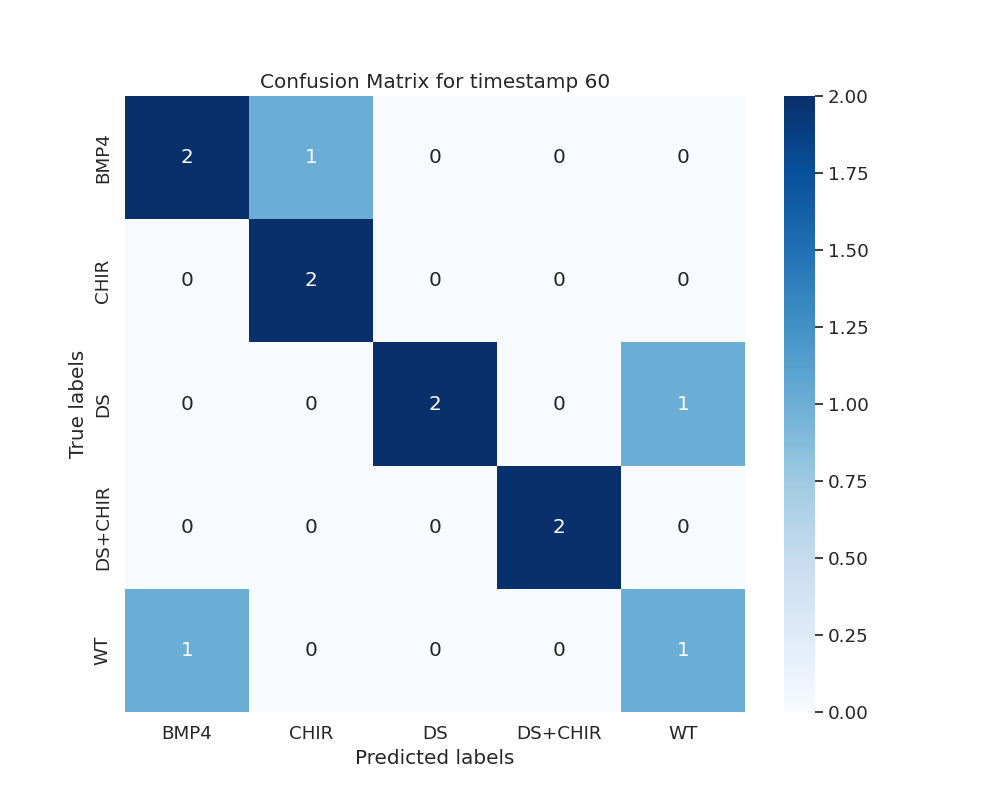 Confusion Matrix for timestamp 60
True labels
BMP4 2 1 0 0 0
CHIR 0 2 0 0 0
DS 0 0 2 0 1
DS+CHIR 0 0 0 2 0
WT 1 0 0 0 1
BMP4 CHIR DS DS+CHIR WT
Predicted labels
2.00
1.75
1.50
1.25
1.00
0.75
0.50
0.25
0.00